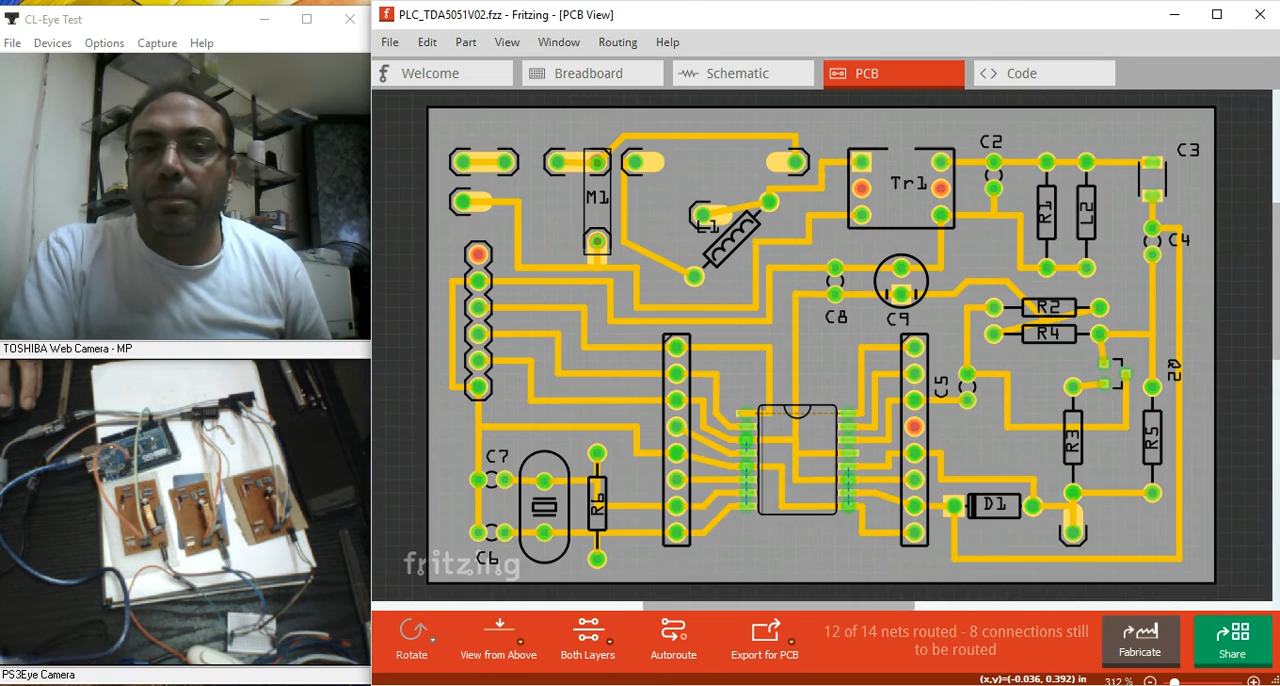 CL-Eye Test
File Devices Options Capture Help
TOSHIBA Web Camera - MP
PS3Eye Camera
PLC_TDA5051V02.fzz - Fritzing - [PCB View]
File Edit Part View Window Routing Help
Welcome Breadboard Schematic PCB Code
C2
C3
M1
Tr1
R1
L2
L1
C4
C8
C9
R2
R4
C5
Q2
R3
R5
C7
R6
D1
C6
fritzing
Rotate View from Above Both Layers Autoroute Export for PCB
12 of 14 nets routed - 8 connections still
to be routed
Fabricate Share
(x,y)=(-0.036, 0.392) in 312 %